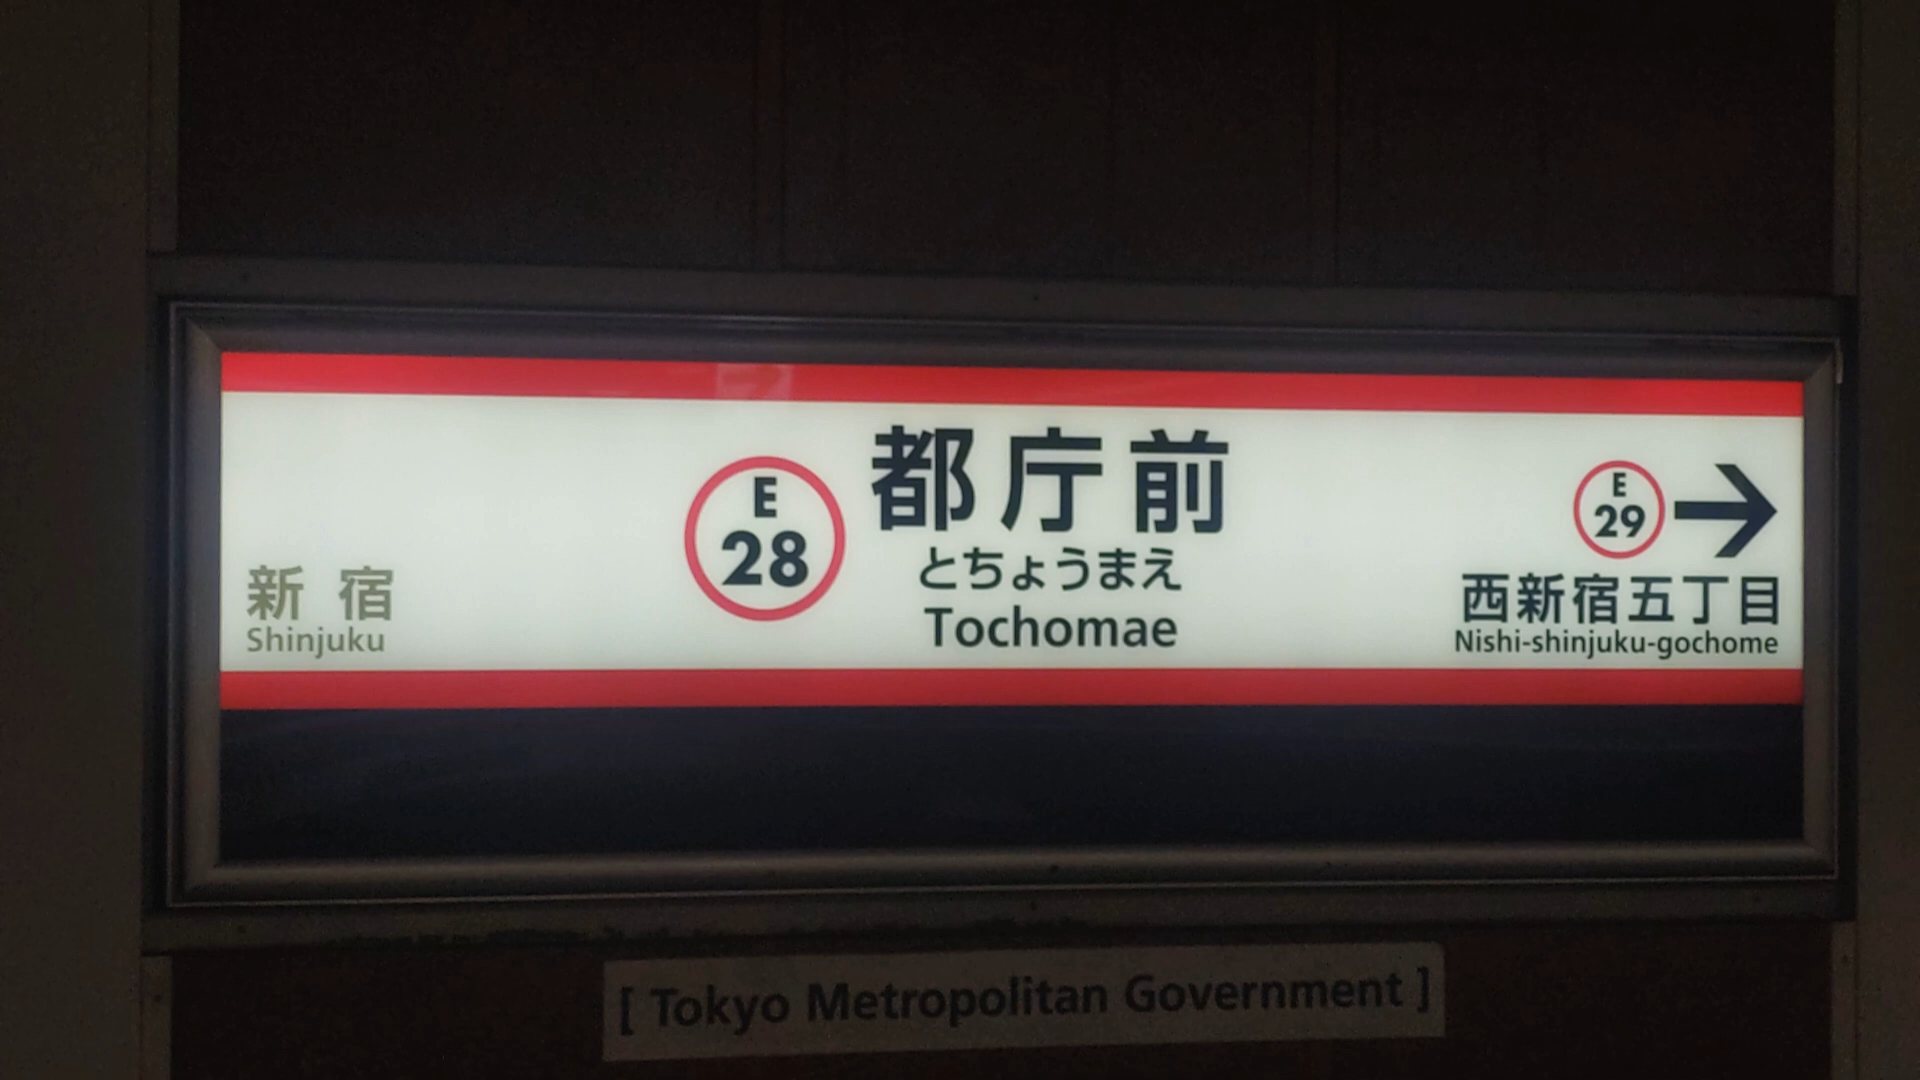 新宿
Shinjuku
E
28
都庁前
とちょうまえ
Tochomae
E
29
西新宿五丁目
Nishi-shinjuku-gochome
[ Tokyo Metropolitan Government ]